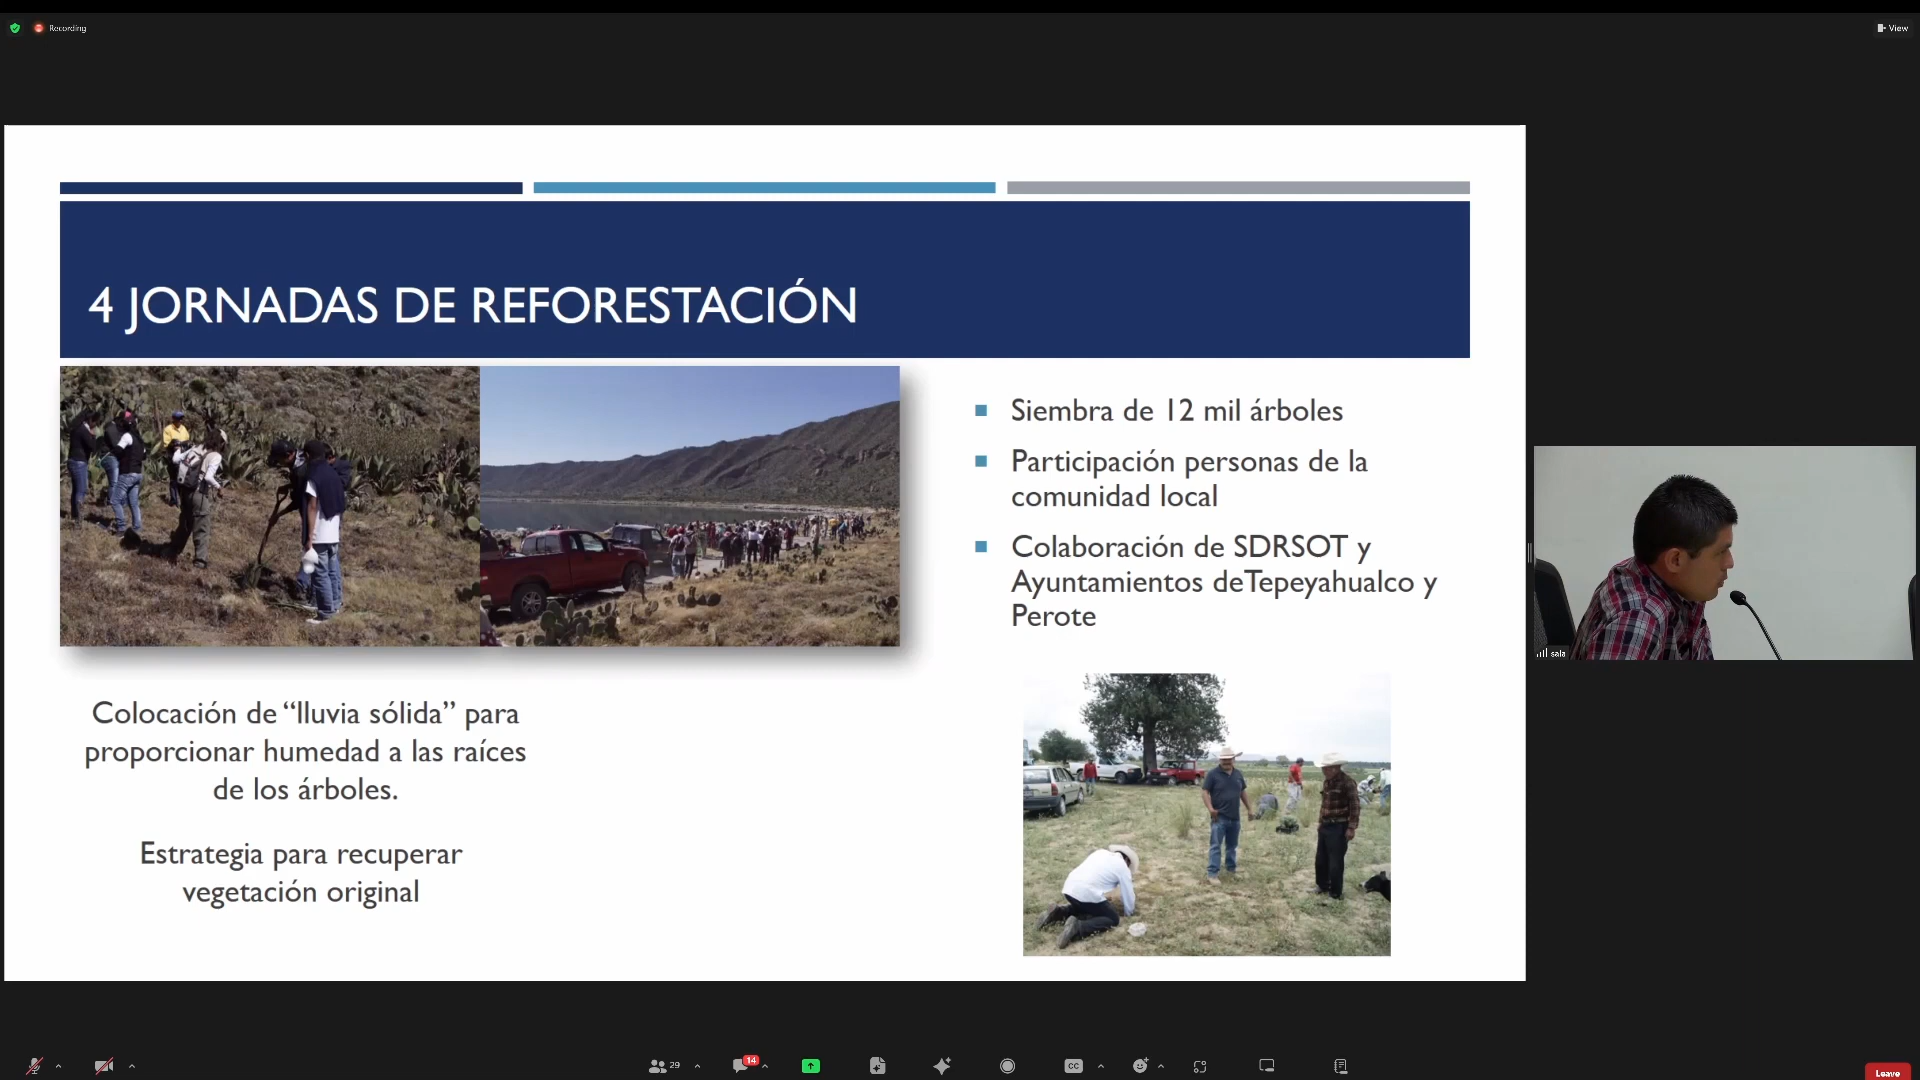 Recording
View
4 JORNADAS DE REFORESTACIÓN
Siembra de 12 mil árboles
Participación personas de la
comunidad local
Colaboración de SDRSOT y
Ayuntamientos deTepeyahualco y
Perote
Colocación de “lluvia sólida” para
proporcionar humedad a las raíces
de los árboles.
Estrategia para recuperar
vegetación original
sala
29
14
CC
Leave